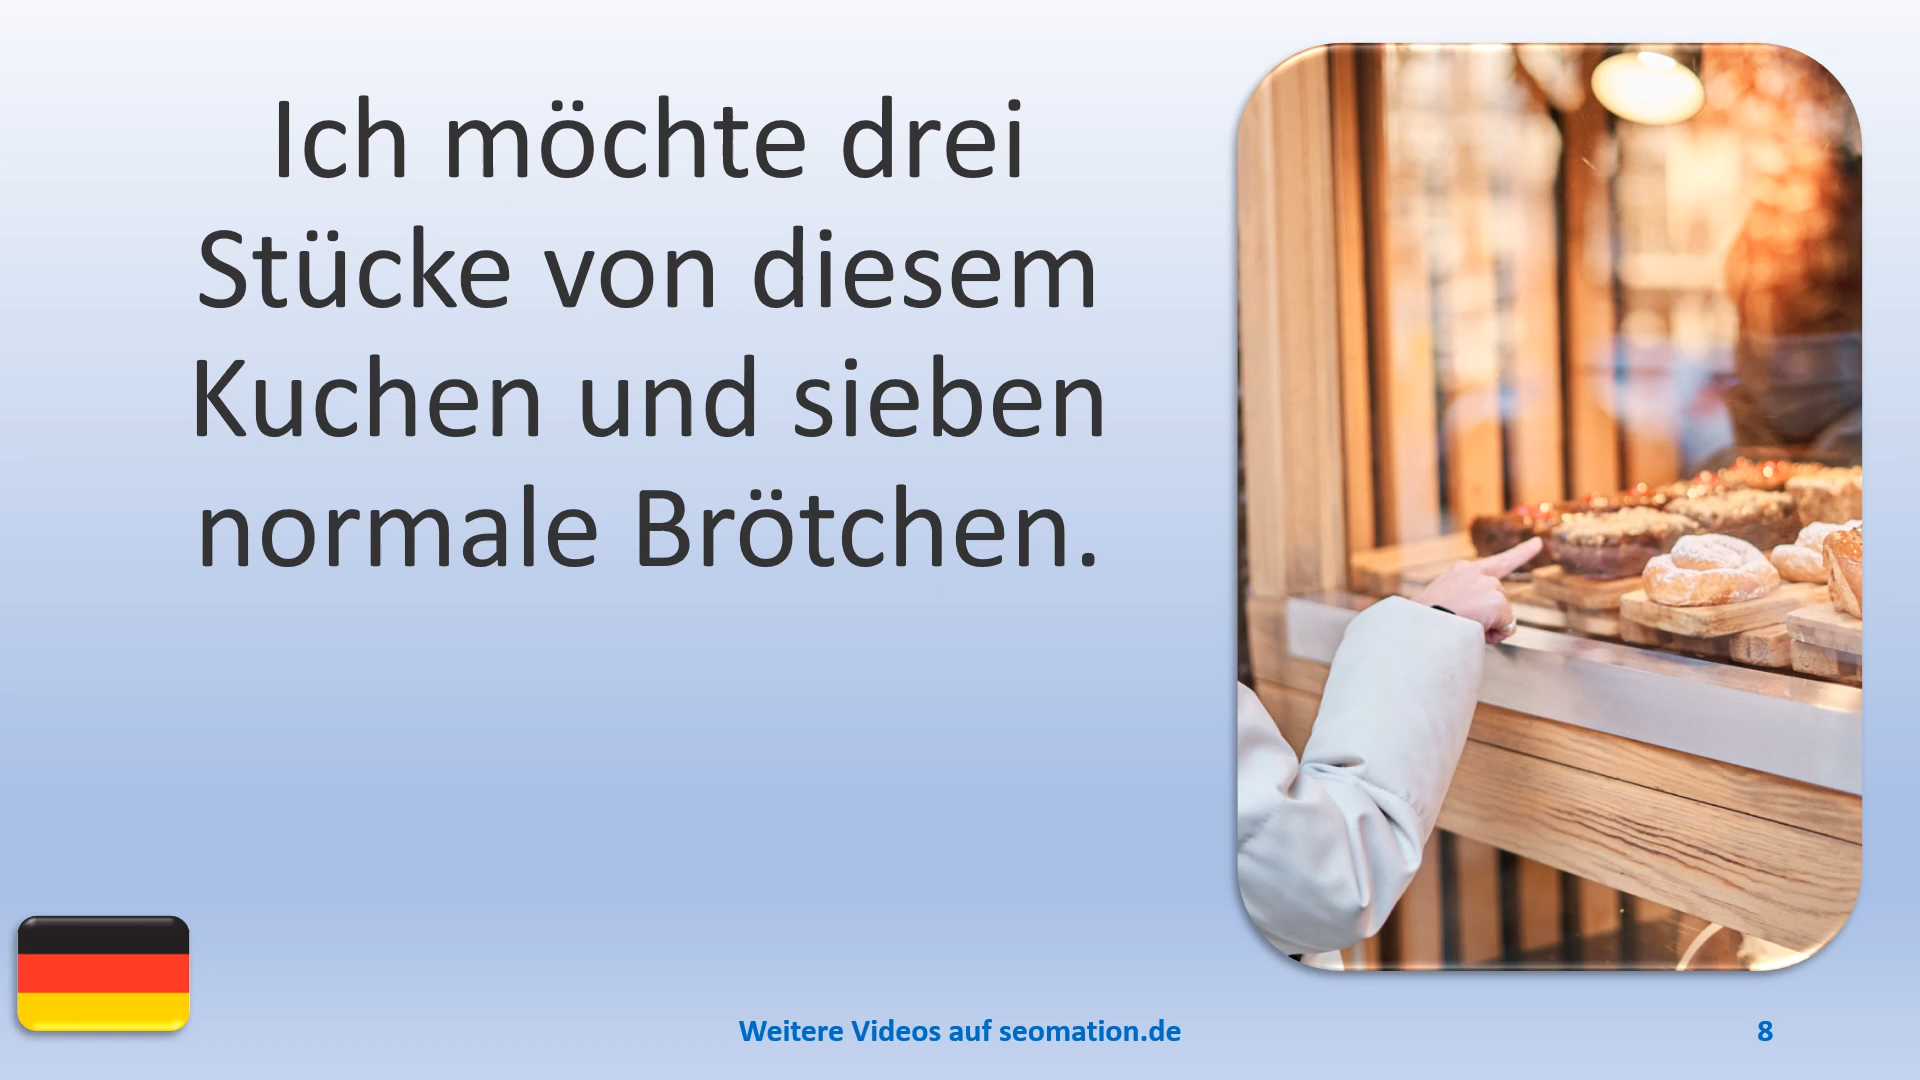 Ich möchte drei
Stücke von diesem
Kuchen und sieben
normale Brötchen.
Weitere Videos auf seomation.de
8